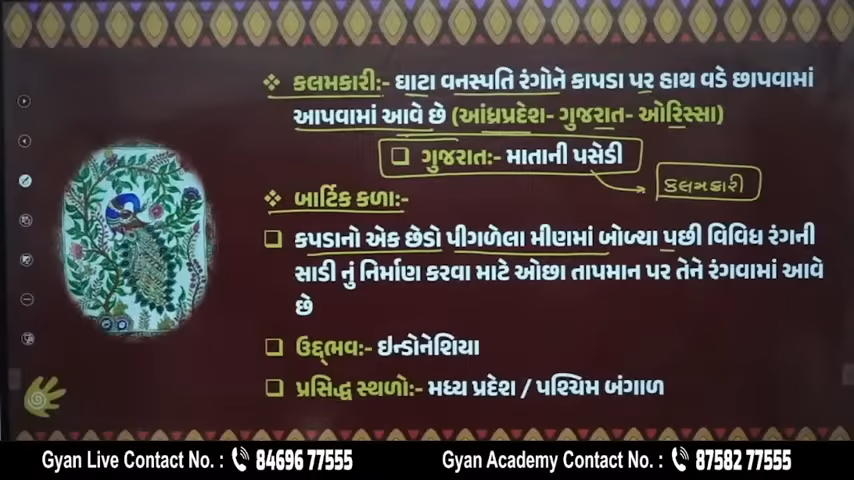 ❖ કલમકારી:- ઘાટા વનસ્પતિ રંગોને કાપડા પર હાથ વડે છાપવામાં
આપવામાં આવે છે (આંધ્રપ્રદેશ- ગુજરાત- ઓરિસ્સા)
❑ ગુજરાત:- માતાની પસેડી
કલમકારી
❖ બાર્ટિક કળા:-
❑ કપડાનો એક છેડો પીગળેલા મીણમાં બોળ્યા પછી વિવિધ રંગની
સાડી નું નિર્માણ કરવા માટે ઓછા તાપમાન પર તેને રંગવામાં આવે
છે
❑ ઉદ્દભવ:- ઇન્ડોનેશિયા
❑ પ્રસિદ્ધ સ્થળો:- મધ્ય પ્રદેશ / પશ્ચિમ બંગાળ
Gyan Live Contact No. : 84696 77555 Gyan Academy Contact No. : 87582 77555